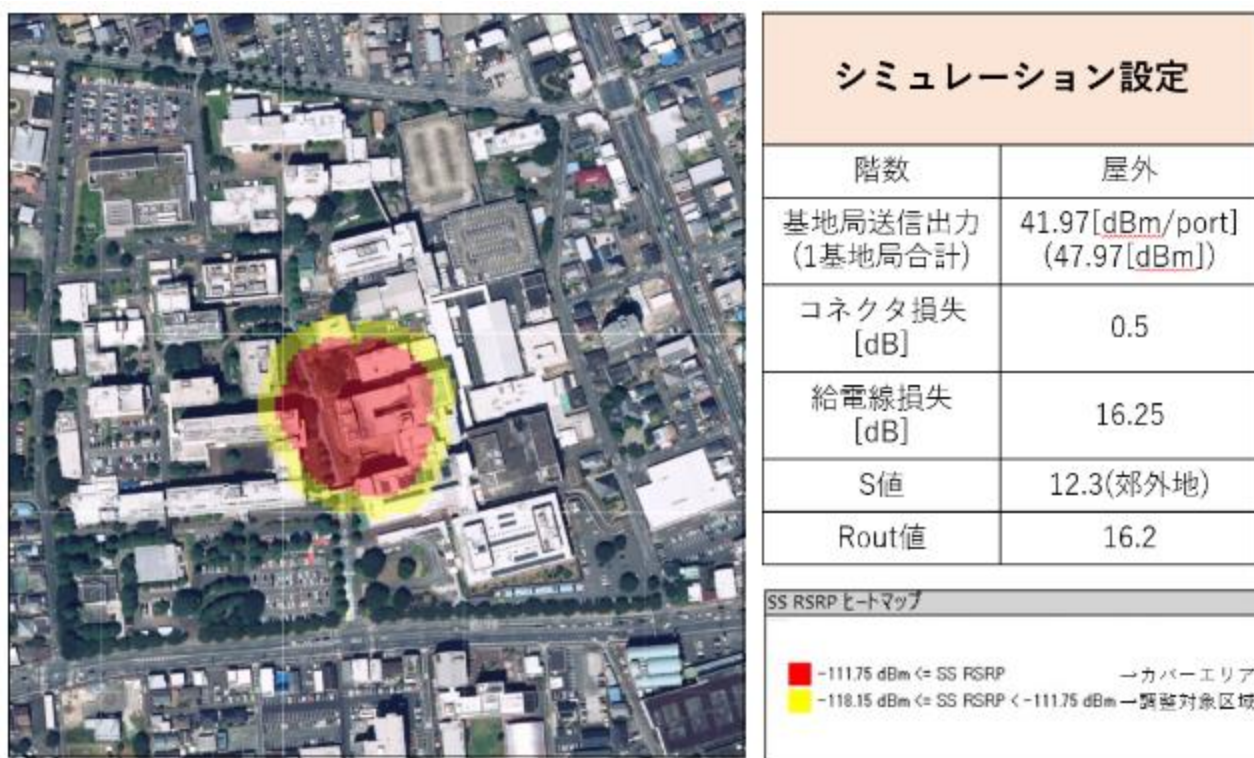 シミュレーション設定
階数
屋外
基地局送信出力
(1基地局合計)
41.97[dBm/port]
(47.97[dBm])
コネクタ損失
[dB]
0.5
給電線損失
[dB]
16.25
S値
12.3(郊外地)
Rout値
16.2
SS RSRP ヒートマップ
-111.75 dBm <= SS RSRP →カバーエリア
-118.15 dBm <= SS RSRP < -111.75 dBm →調整対象区域